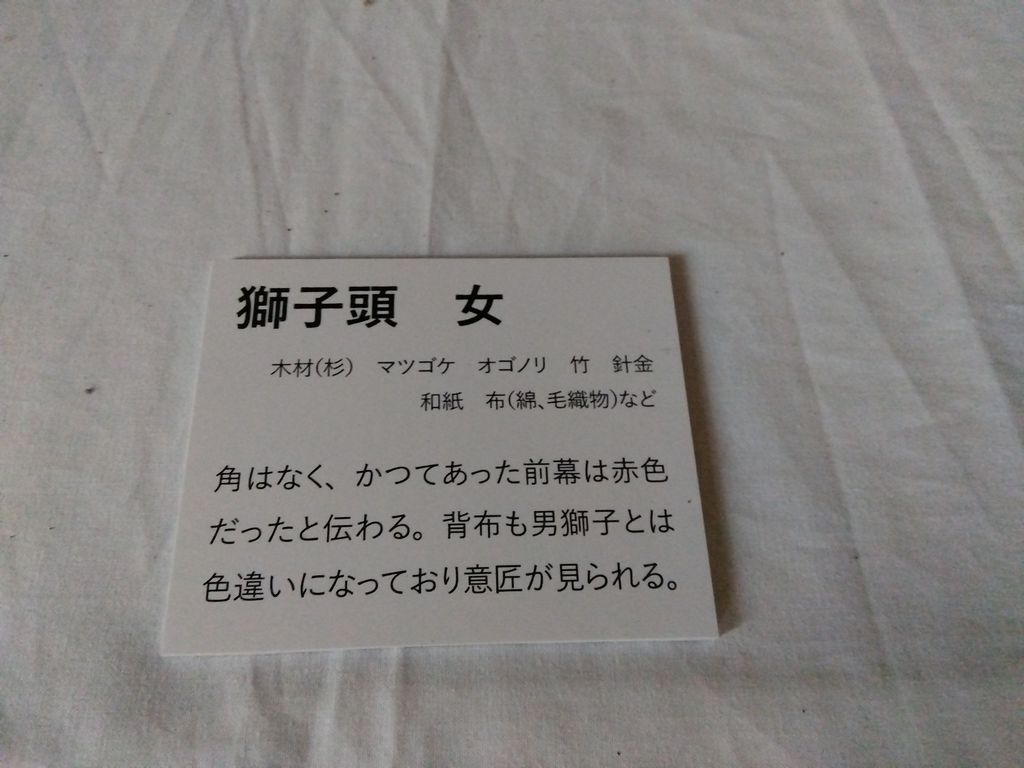 獅子頭　女
木材(杉)　マツゴケ　オゴノリ　竹　針金
和紙　布(綿、毛織物)など
角はなく、かつてあった前幕は赤色
だったと伝わる。背布も男獅子とは
色違いになっており意匠が見られる。